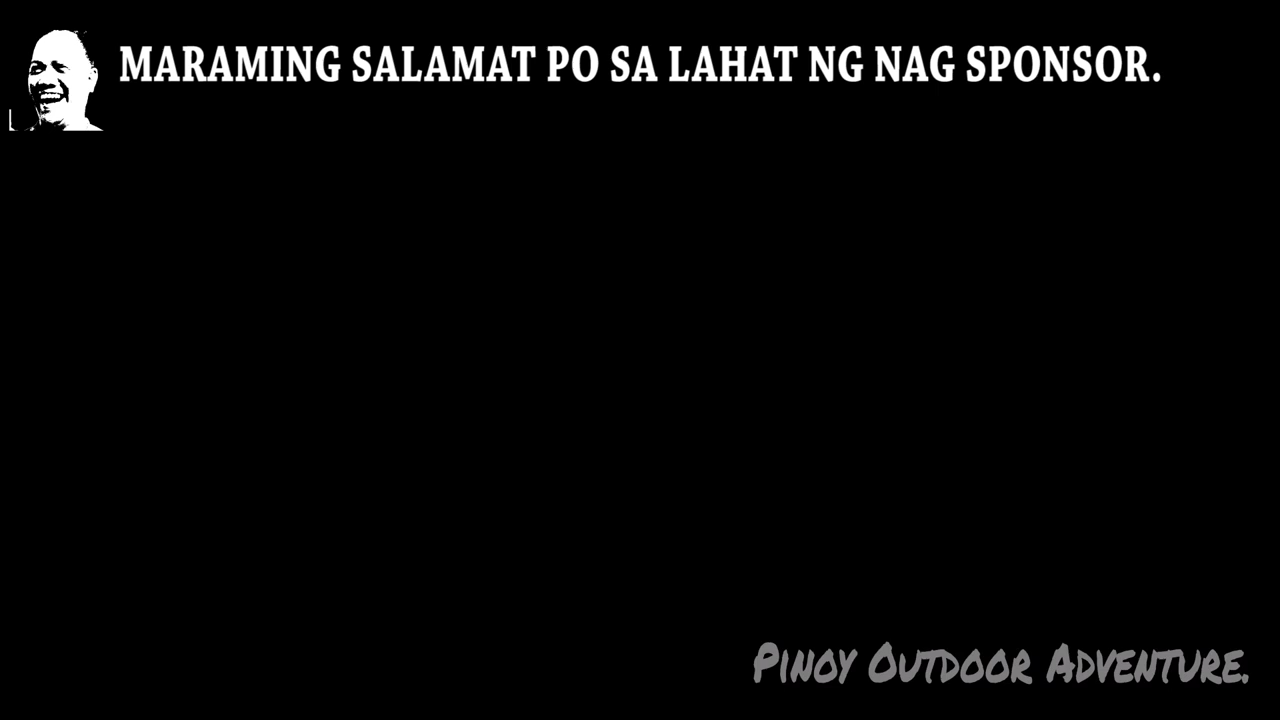 MARAMING SALAMAT PO SA LAHAT NG NAG SPONSOR.
PINOY OUTDOOR ADVENTURE.